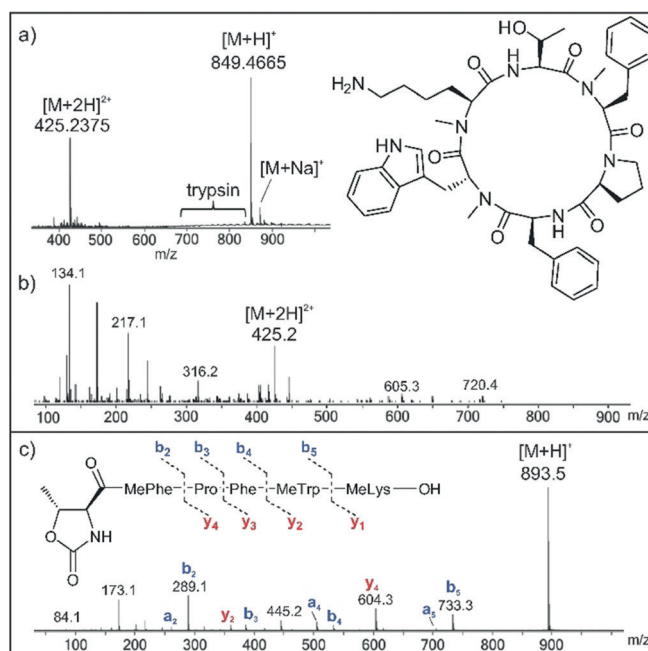 a)
[M+H]⁺
849.4665
[M+2H]²⁺
425.2375
[M+Na]⁺
trypsin
400 500 600 700 800 900
m/z
HO
O
H
N
O
N
O
N
O
HN
O
N
O
N
O
H₂N
HN
b)
134.1
217.1
316.2
[M+2H]²⁺
425.2
605.3
720.4
100 200 300 400 500 600 700 800 900 m/z
c)
b₂ b₃ b₄ b₅
O
MePhe Pro Phe MeTrp MeLys OH
O NH
O
y₄ y₃ y₂ y₁
[M+H]⁺
893.5
84.1
173.1
a₂
b₂
289.1
y₂
b₃
445.2
a₄
b₄
y₄
604.3
a₅
b₅
733.3
100 200 300 400 500 600 700 800 900 m/z